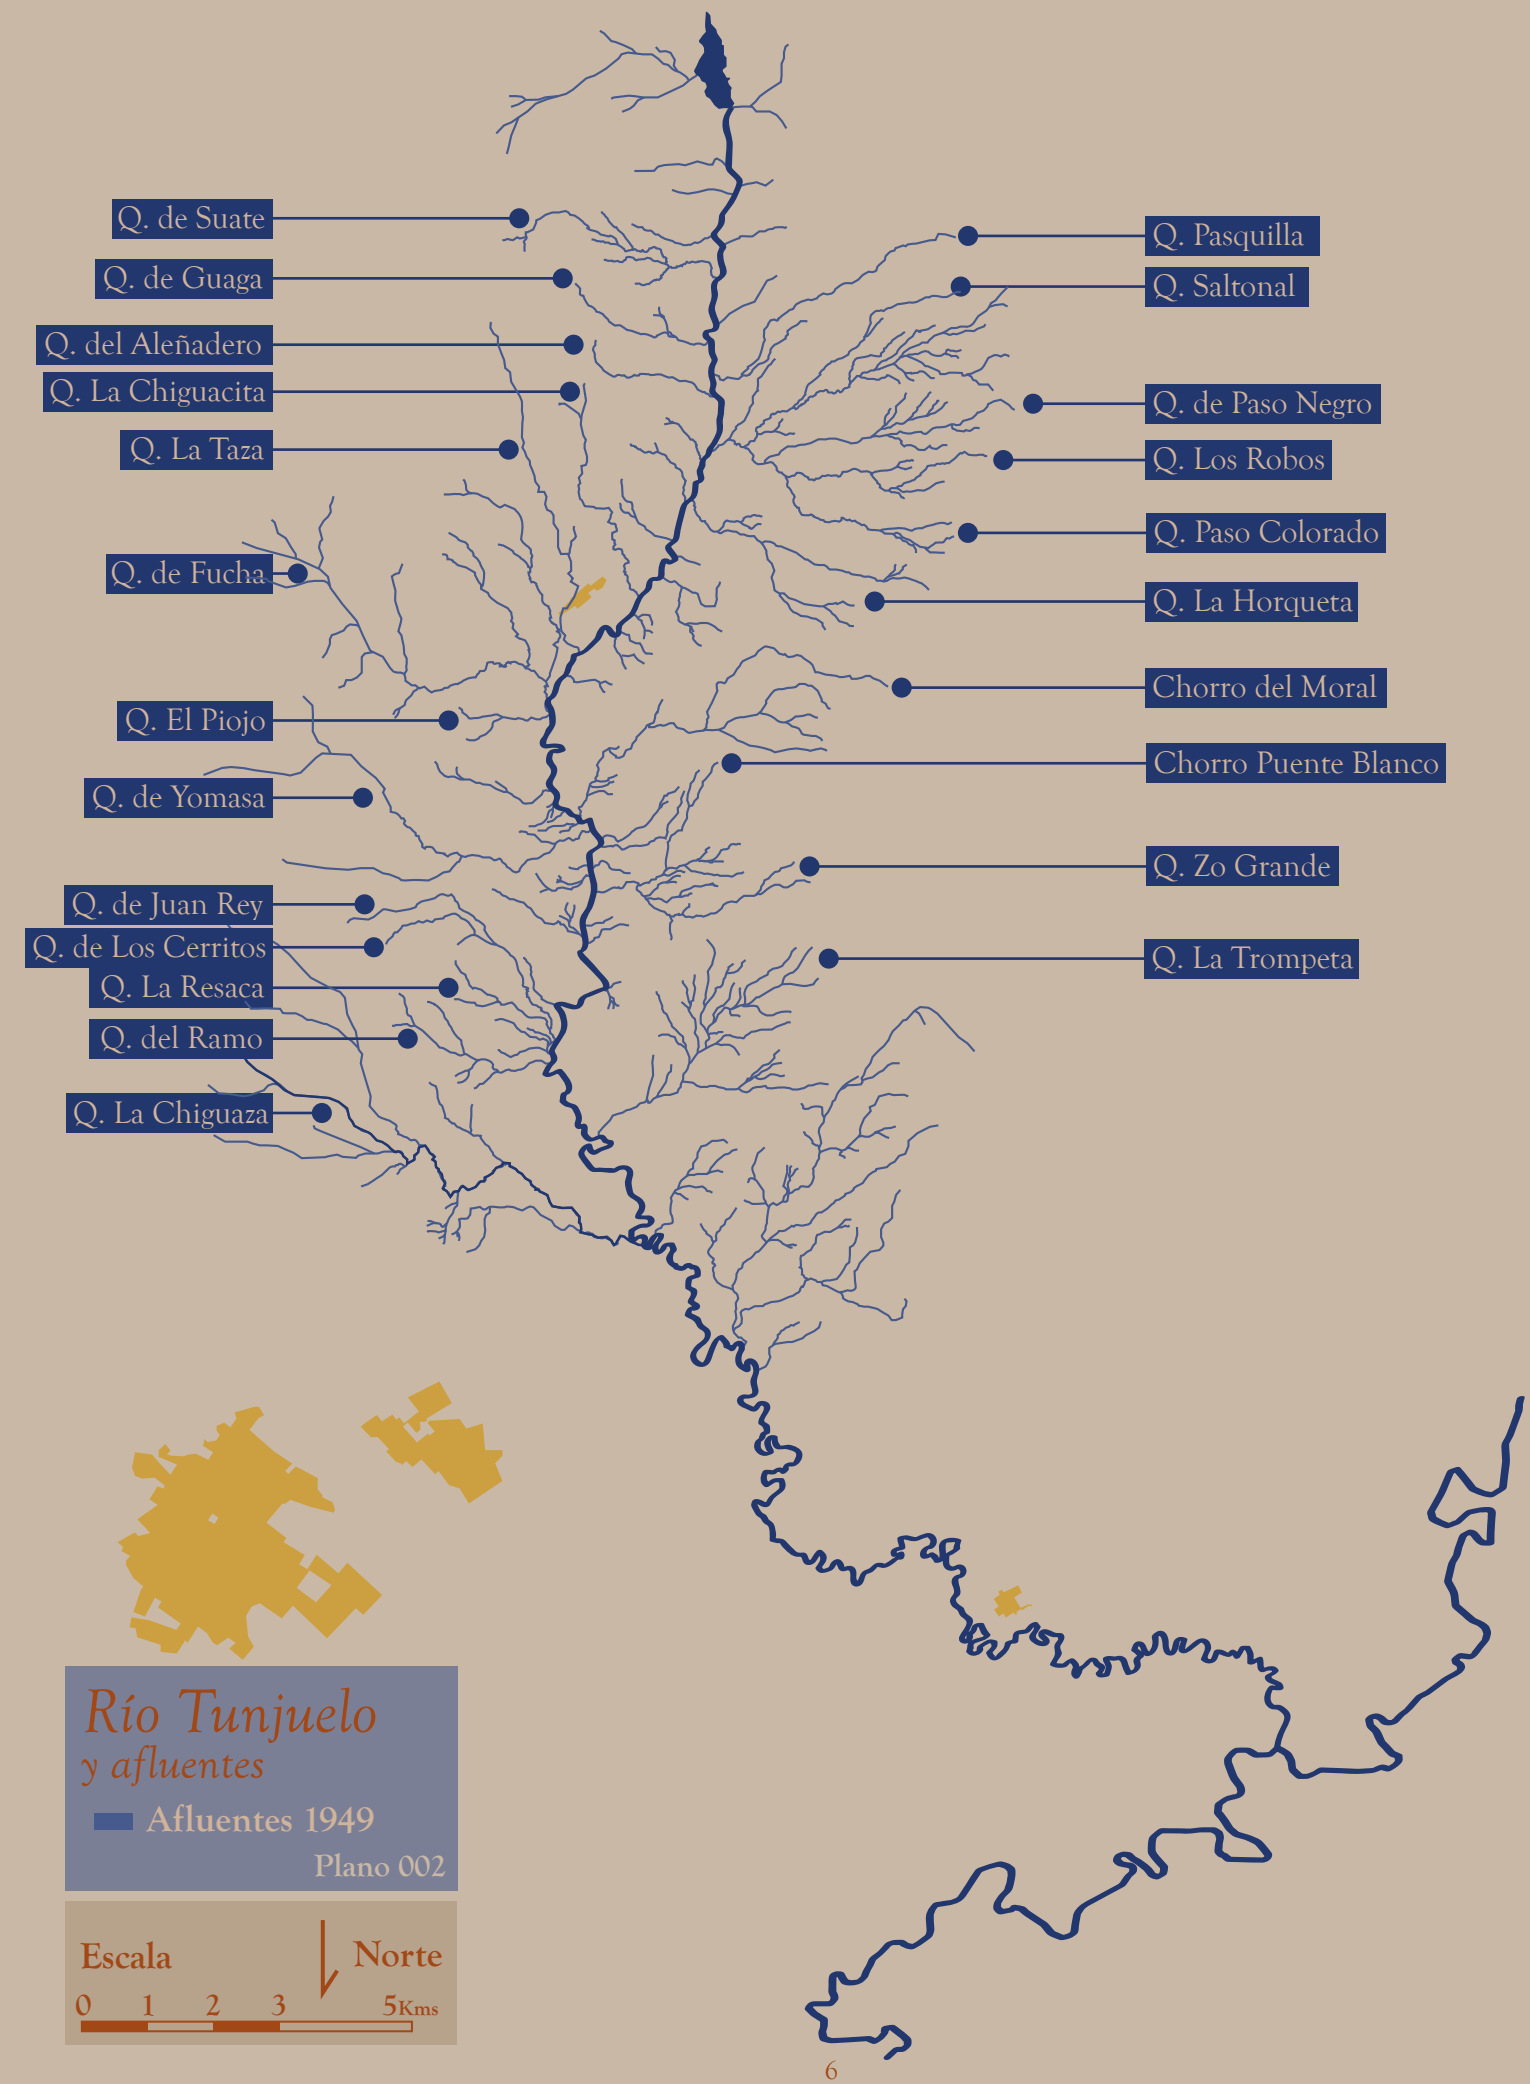 Q. de Suate
Q. de Guaga
Q. del Aleñadero
Q. La Chiguacita
Q. La Taza
Q. de Fucha
Q. El Piojo
Q. de Yomasa
Q. de Juan Rey
Q. de Los Cerritos
Q. La Resaca
Q. del Ramo
Q. La Chiguaza
Q. Pasquilla
Q. Saltonal
Q. de Paso Negro
Q. Los Robos
Q. Paso Colorado
Q. La Horqueta
Chorro del Moral
Chorro Puente Blanco
Q. Zo Grande
Q. La Trompeta
Río Tunjuelo
y afluentes
Afluentes 1949
Plano 002
Escala
Norte
0 1 2 3 5Kms
6